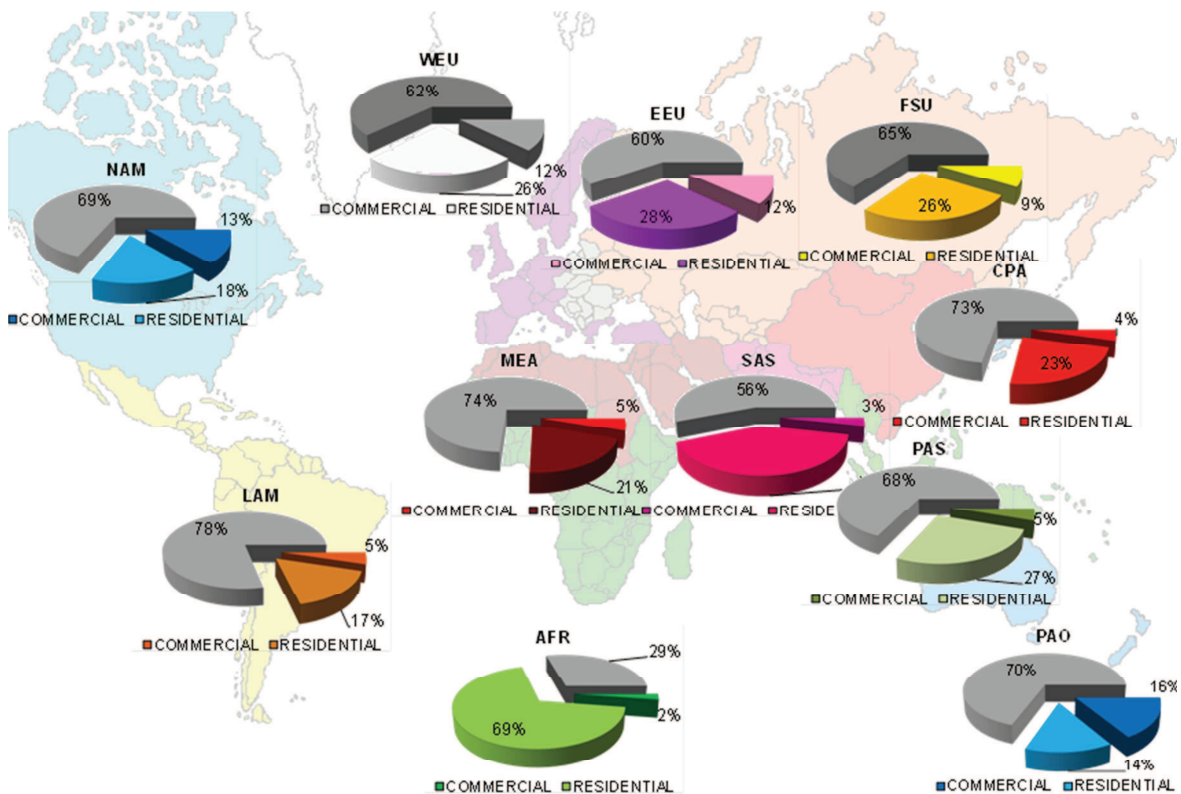 WEU
62%
12%
26%
COMMERCIAL RESIDENTIAL
EEU
60%
12%
28%
COMMERCIAL RESIDENTIAL
FSU
65%
9%
26%
COMMERCIAL RESIDENTIAL
NAM
69%
13%
18%
COMMERCIAL RESIDENTIAL
CPA
73%
4%
23%
COMMERCIAL RESIDENTIAL
MEA
74%
5%
21%
COMMERCIAL RESIDENTIAL
SAS
56%
3%
COMMERCIAL RESIDE
PAS
68%
5%
27%
COMMERCIAL RESIDENTIAL
LAM
78%
5%
17%
COMMERCIAL RESIDENTIAL
AFR
29%
2%
69%
COMMERCIAL RESIDENTIAL
PAO
70%
16%
14%
COMMERCIAL RESIDENTIAL